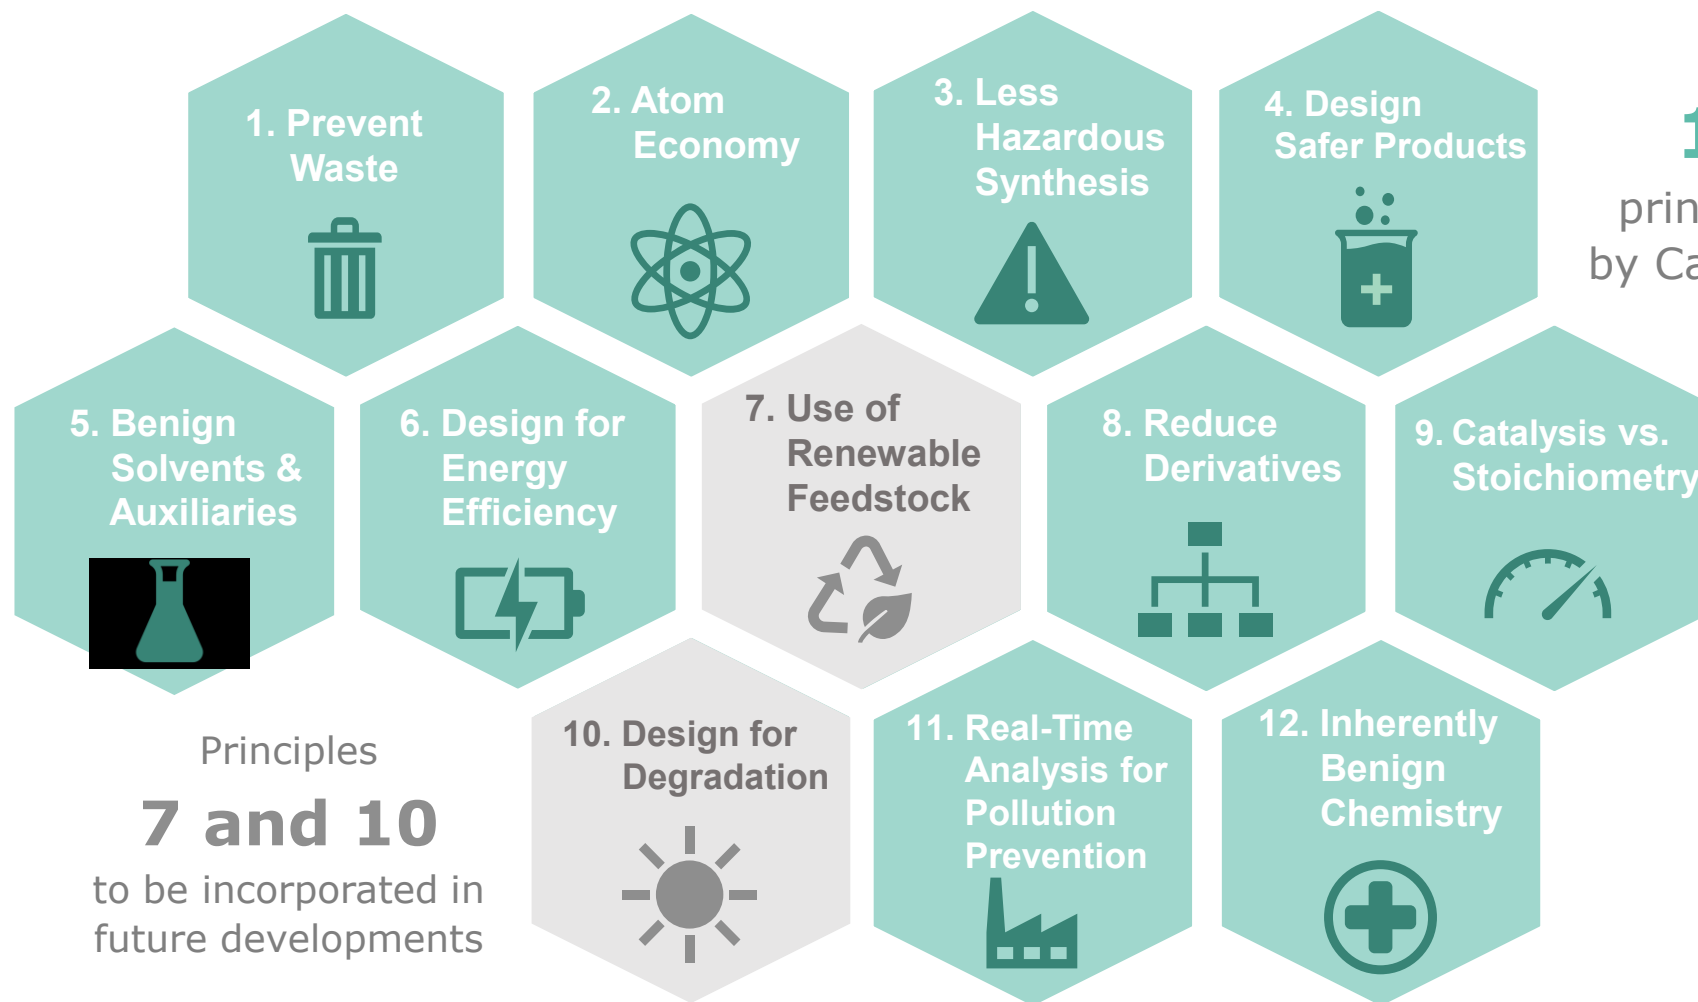 1. Prevent
Waste
2. Atom
Economy
3. Less
Hazardous
Synthesis
4. Design
Safer Products
5. Benign
Solvents &
Auxiliaries
6. Design for
Energy
Efficiency
7. Use of
Renewable
Feedstock
8. Reduce
Derivatives
9. Catalysis vs.
Stoichiometry
Principles
7 and 10
to be incorporated in
future developments
10. Design for
Degradation
11. Real-Time
Analysis for
Pollution
Prevention
12. Inherently
Benign
Chemistry
by